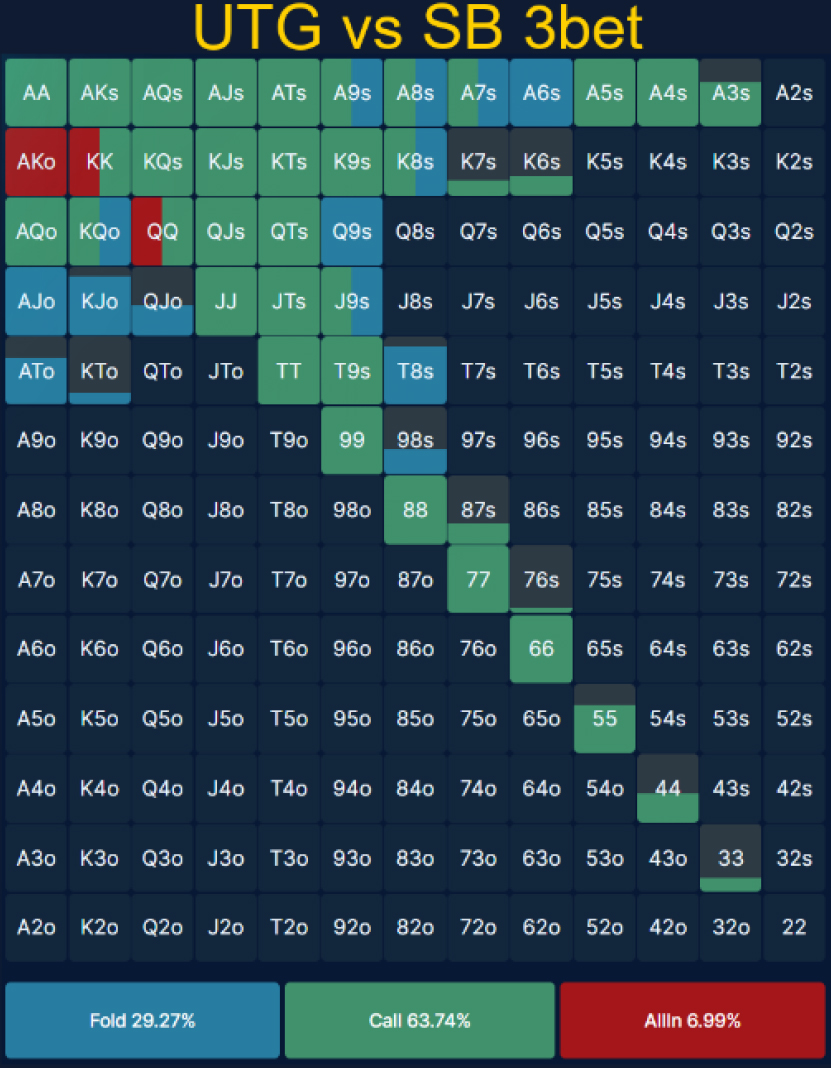 UTG vs SB 3bet
AA AKs AQs AJs ATs A9s A8s A7s A6s A5s A4s A3s A2s
AKo KK KQs KJs KTs K9s K8s K7s K6s K5s K4s K3s K2s
AQo KQo QQ QJs QTs Q9s Q8s Q7s Q6s Q5s Q4s Q3s Q2s
AJo KJo QJo JJ JTs J9s J8s J7s J6s J5s J4s J3s J2s
ATo KTo QTo JTo TT T9s T8s T7s T6s T5s T4s T3s T2s
A9o K9o Q9o J9o T9o 99 98s 97s 96s 95s 94s 93s 92s
A8o K8o Q8o J8o T8o 98o 88 87s 86s 85s 84s 83s 82s
A7o K7o Q7o J7o T7o 97o 87o 77 76s 75s 74s 73s 72s
A6o K6o Q6o J6o T6o 96o 86o 76o 66 65s 64s 63s 62s
A5o K5o Q5o J5o T5o 95o 85o 75o 65o 55 54s 53s 52s
A4o K4o Q4o J4o T4o 94o 84o 74o 64o 54o 44 43s 42s
A3o K3o Q3o J3o T3o 93o 83o 73o 63o 53o 43o 33 32s
A2o K2o Q2o J2o T2o 92o 82o 72o 62o 52o 42o 32o 22
Fold 29.27% Call 63.74% AllIn 6.99%